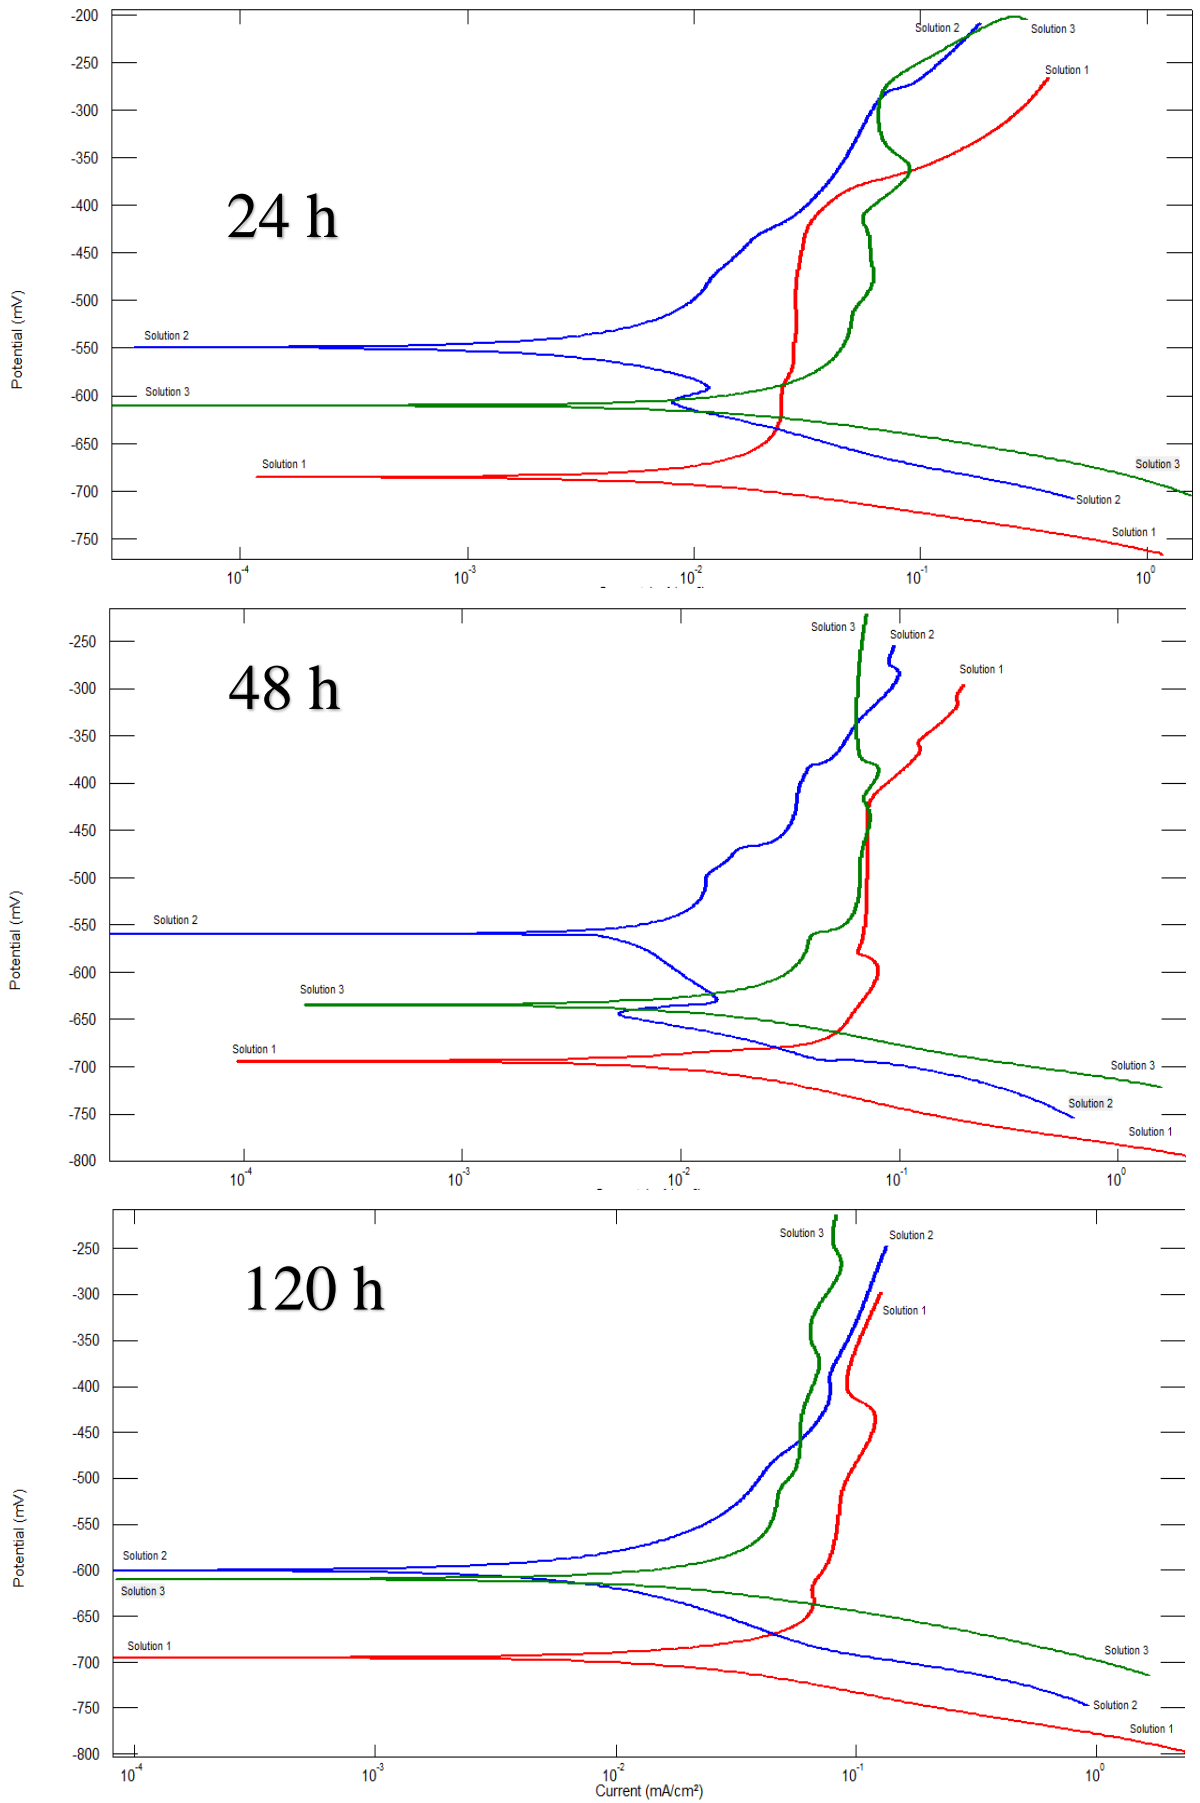 -200
-250
-300
-350
-400
-450
-500
-550
-600
-650
-700
-750
Potential (mV)
24 h
Solution 2
Solution 3
Solution 1
Solution 2
Solution 3
Solution 1
Solution 3
Solution 2
Solution 1
10-4
10-3
10-2
10-1
100
-250
-300
-350
-400
-450
-500
-550
-600
-650
-700
-750
-800
Potential (mV)
48 h
Solution 3
Solution 2
Solution 1
Solution 2
Solution 3
Solution 1
Solution 3
Solution 2
Solution 1
10-4
10-3
10-2
10-1
100
-250
-300
-350
-400
-450
-500
-550
-600
-650
-700
-750
-800
Potential (mV)
120 h
Solution 3
Solution 2
Solution 1
Solution 2
Solution 3
Solution 1
Solution 3
Solution 2
Solution 1
10-4
10-3
10-2
10-1
100
Current (mA/cm²)